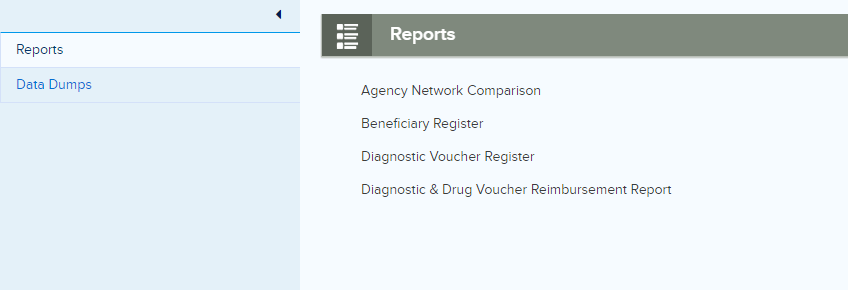 Reports
Data Dumps
Reports
Agency Network Comparison
Beneficiary Register
Diagnostic Voucher Register
Diagnostic & Drug Voucher Reimbursement Report